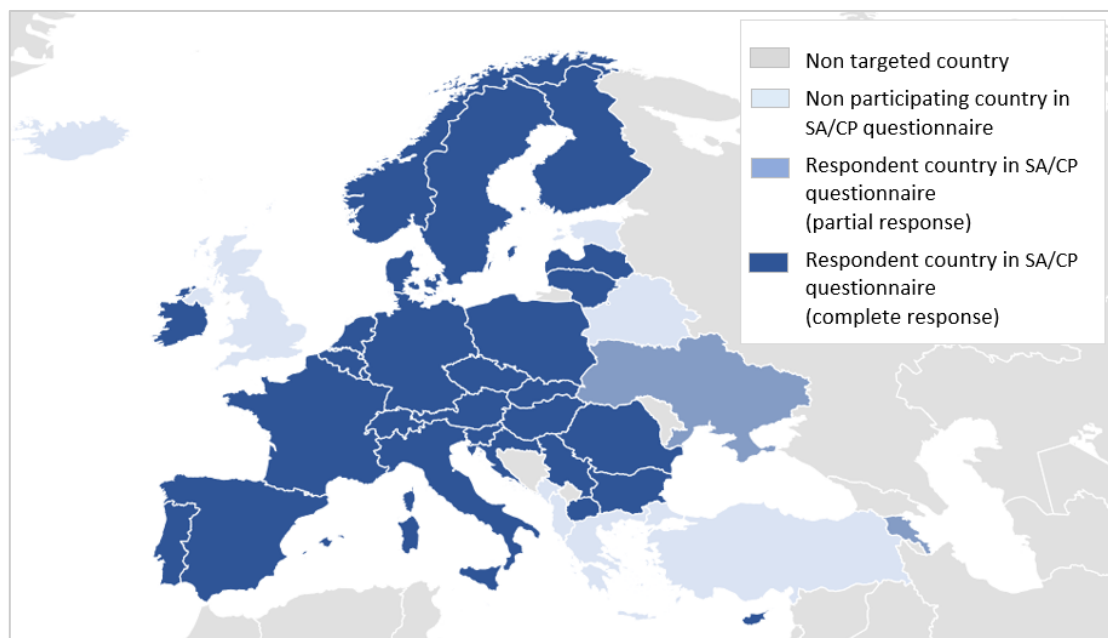 Non targeted country
Non participating country in
SA/CP questionnaire
Respondent country in SA/CP
questionnaire
(partial response)
Respondent country in SA/CP
questionnaire
(complete response)